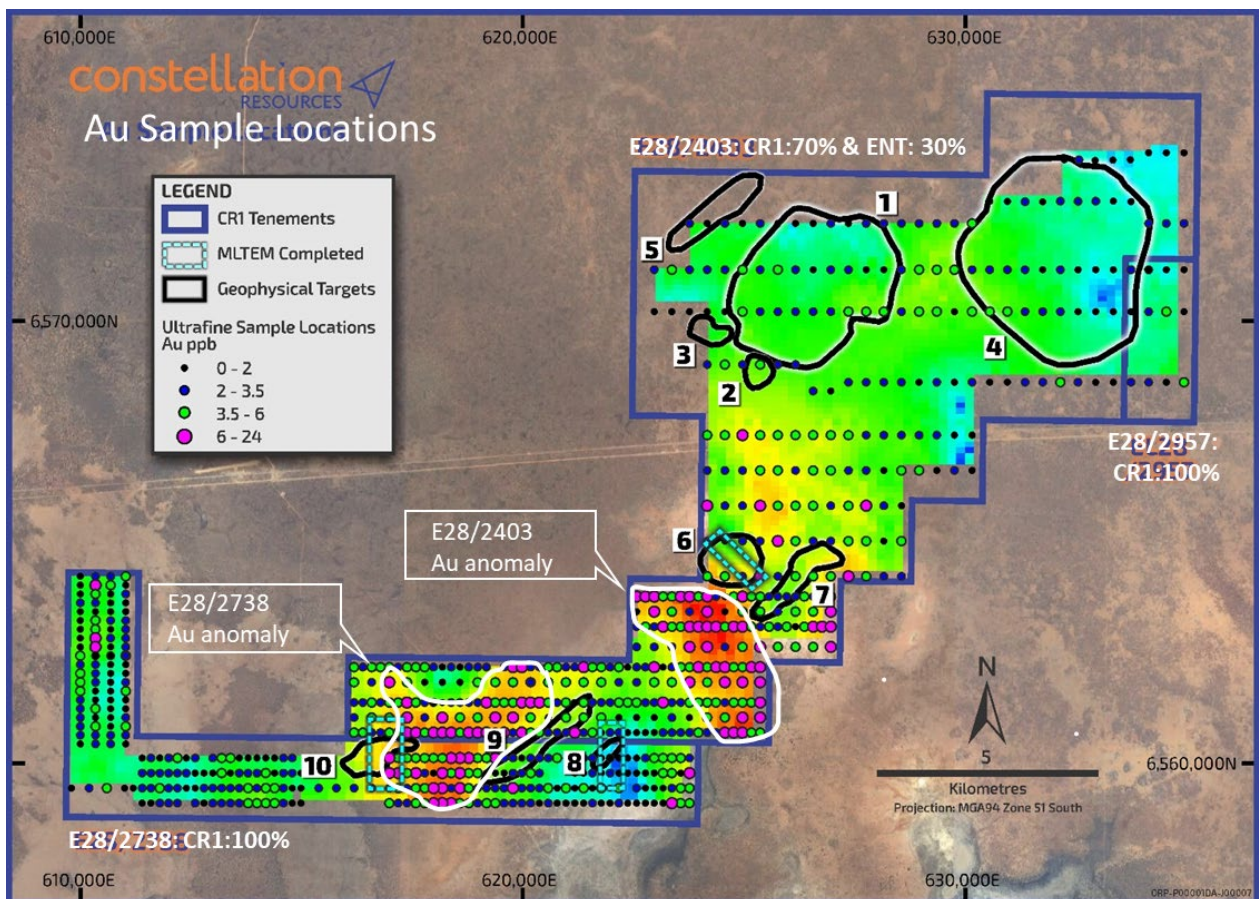 610,000E
620,000E
630,000E
constellation
RESOURCES
Au Sample Locations
E28/2403: CR1:70% & ENT: 30%
LEGEND
CR1 Tenements
MLTEM Completed
Geophysical Targets
Ultrafine Sample Locations
Au ppb
0 - 2
2 - 3.5
3.5 - 6
6 - 24
1
5
6,570,000N
3
4
2
E28/2957:
CR1:100%
E28/2403
Au anomaly
6
7
E28/2738
Au anomaly
N
9
10
8
5
Kilometres
Projection: MGA94 Zone 51 South
6,560,000N
E28/2738: CR1:100%
610,000E
620,000E
630,000E